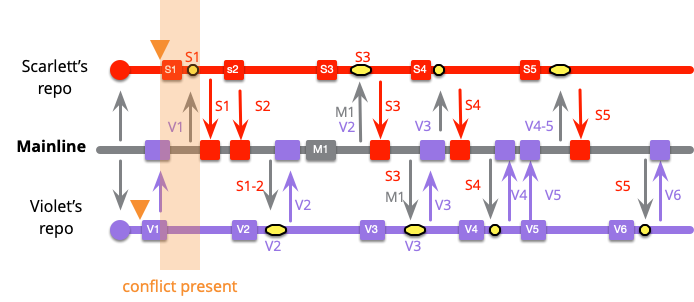 S1 S3
Scarlett's
repo
S1 s2 S3 S4 S5
V1 S1 S2 M1
V2 S3 V3 S4 V4-5 S5
Mainline M1
Violet's
repo
S1-2 V2 S3
M1 V3 S4 V4 V5 S5 V6
V1 V2 V3 V4 V5 V6
V2 V3
conflict present